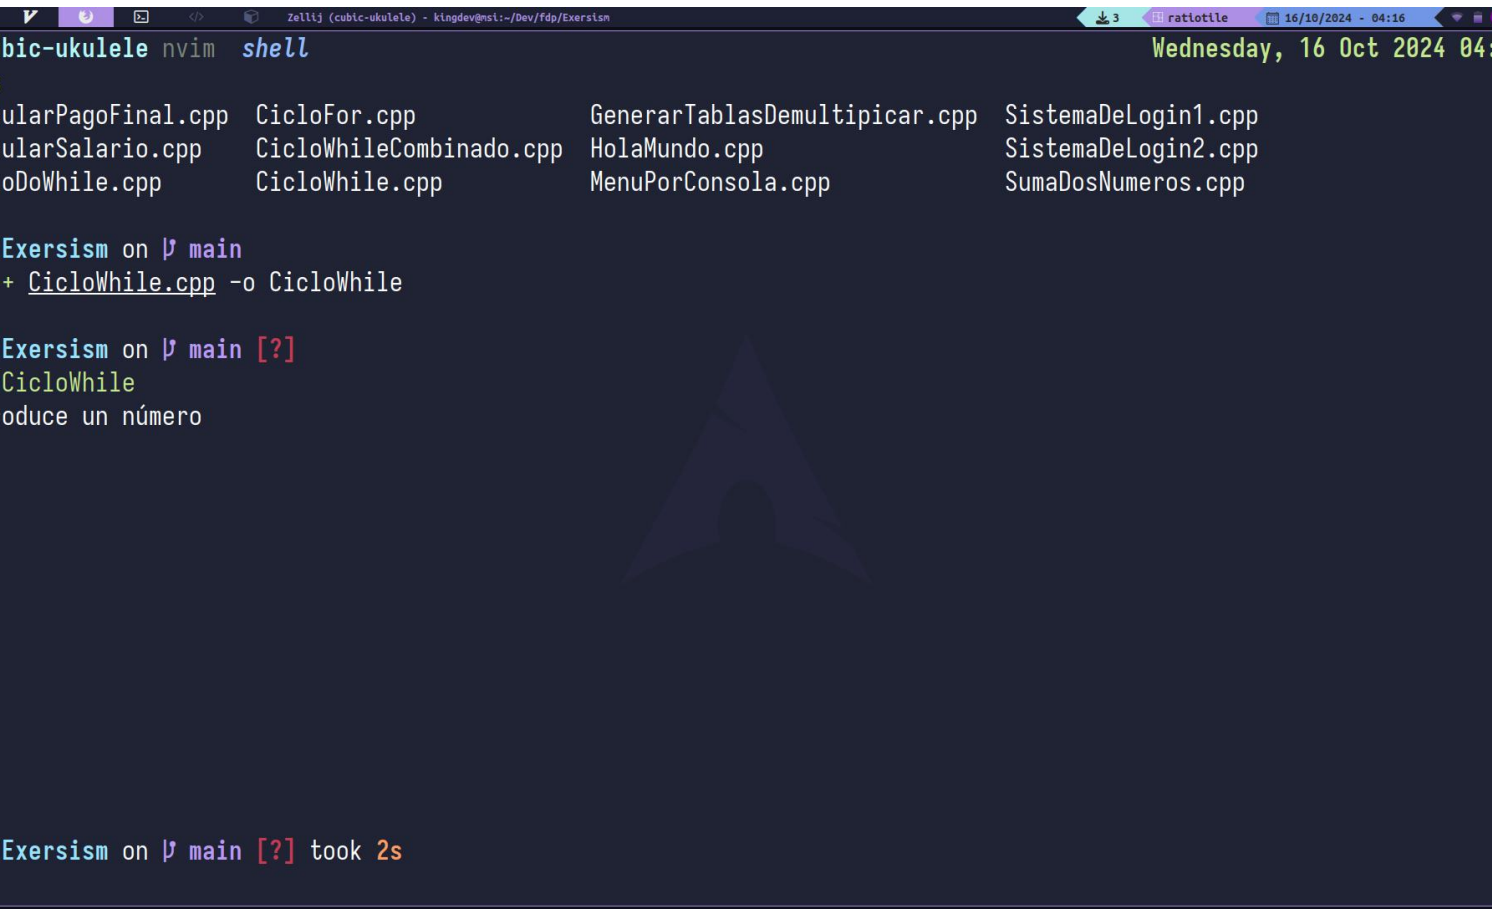 Zellij (cubic-ukulele) - kingdev@msi:~/Dev/fdp/Exersism
3 ratiotile 16/10/2024 - 04:16
bic-ukulele nvim shell Wednesday, 16 Oct 2024 04:
ularPagoFinal.cpp CicloFor.cpp GenerarTablasDemultipicar.cpp SistemaDeLogin1.cpp
ularSalario.cpp CicloWhileCombinado.cpp HolaMundo.cpp SistemaDeLogin2.cpp
oDoWhile.cpp CicloWhile.cpp MenuPorConsola.cpp SumaDosNumeros.cpp
Exersism on main
+ CicloWhile.cpp -o CicloWhile
Exersism on main [?]
CicloWhile
oduce un número
Exersism on main [?] took 2s